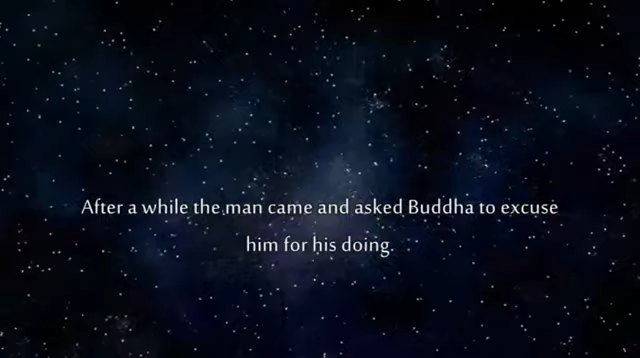 After a while the man came and asked Buddha to excuse
him for his doing.